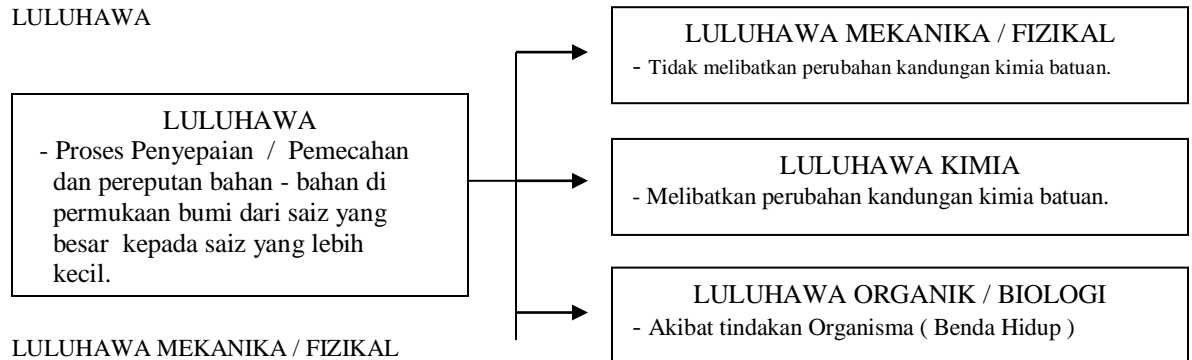 LULUHAWA
LULUHAWA
- Proses Penyepaian / Pemecahan
dan pereputan bahan - bahan di
permukaan bumi dari saiz yang
besar kepada saiz yang lebih
kecil.
LULUHAWA MEKANIKA / FIZIKAL
- Tidak melibatkan perubahan kandungan kimia batuan.
LULUHAWA KIMIA
- Melibatkan perubahan kandungan kimia batuan.
LULUHAWA ORGANIK / BIOLOGI
- Akibat tindakan Organisma ( Benda Hidup )
LULUHAWA MEKANIKA / FIZIKAL